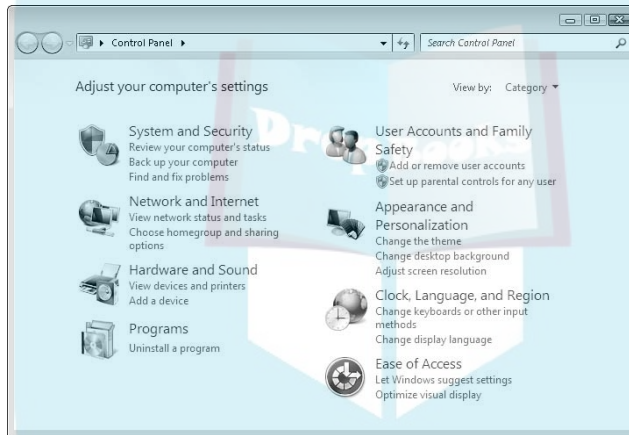 Control Panel
Search Control Panel
Adjust your computer's settings
View by: Category
System and Security
Review your computer's status
Back up your computer
Find and fix problems
Network and Internet
View network status and tasks
Choose homegroup and sharing
options
Hardware and Sound
View devices and printers
Add a device
Programs
Uninstall a program
User Accounts and Family
Safety
Add or remove user accounts
Set up parental controls for any user
Appearance and
Personalization
Change the theme
Change desktop background
Adjust screen resolution
Clock, Language, and Region
Change keyboards or other input
methods
Change display language
Ease of Access
Let Windows suggest settings
Optimize visual display